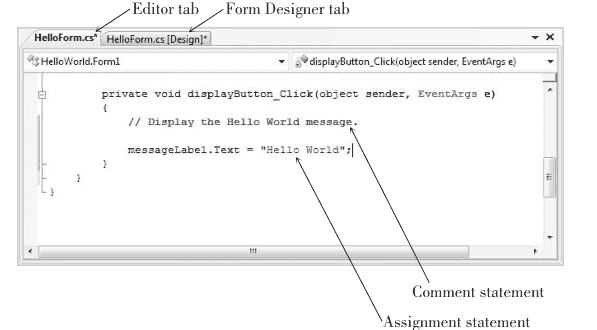 Editor tab Form Designer tab
HelloForm.cs* HelloForm.cs [Design]*
HelloWorld.Form1 displayButton_Click(object sender, EventArgs e)
private void displayButton_Click(object sender, EventArgs e)
{
// Display the Hello World message.
messageLabel.Text = "Hello World";
}
}
}
Comment statement
Assignment statement